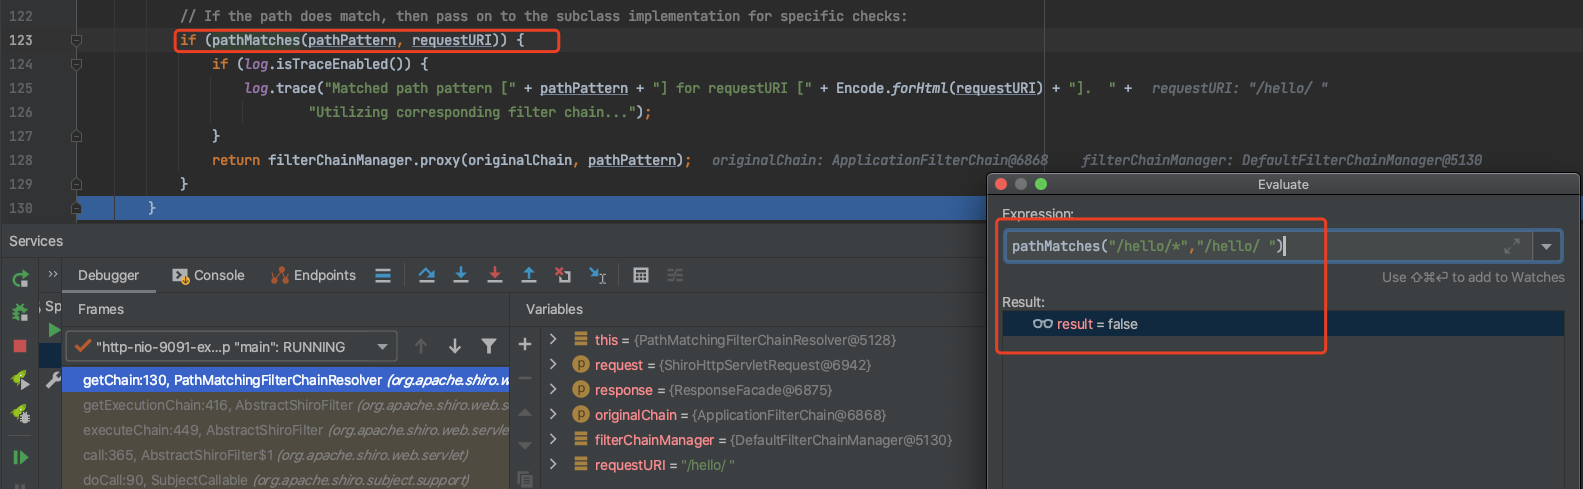 122 // If the path does match, then pass on to the subclass implementation for specific checks:
123 if (pathMatches(pathPattern, requestURI)) {
124 if (log.isTraceEnabled()) {
125 log.trace("Matched path pattern [" + pathPattern + "] for requestURI [" + Encode.forHtml(requestURI) + "].  " + requestURI: "/hello/ "
126 "Utilizing corresponding filter chain...");
127 }
128 return filterChainManager.proxy(originalChain, pathPattern); originalChain: ApplicationFilterChain@6868 filterChainManager: DefaultFilterChainManager@5130
129 }
130 }
Services
Debugger Console Endpoints
Sp
Frames
"http-nio-9091-ex...p "main": RUNNING
getChain:130, PathMatchingFilterChainResolver (org.apache.shiro.w
getExecutionChain:416, AbstractShiroFilter (org.apache.shiro.web.s
executeChain:449, AbstractShiroFilter (org.apache.shiro.web.servle
call:365, AbstractShiroFilter$1 (org.apache.shiro.web.servlet)
doCall:90, SubjectCallable (org.apache.shiro.subject.support)
Variables
this = {PathMatchingFilterChainResolver@5128}
request = {ShiroHttpServletRequest@6942}
response = {ResponseFacade@6875}
originalChain = {ApplicationFilterChain@6868}
filterChainManager = {DefaultFilterChainManager@5130}
requestURI = "/hello/ "
Evaluate
Expression:
pathMatches("/hello/*","/hello/ ")
Use ⇧⌘⏎ to add to Watches
Result:
result = false